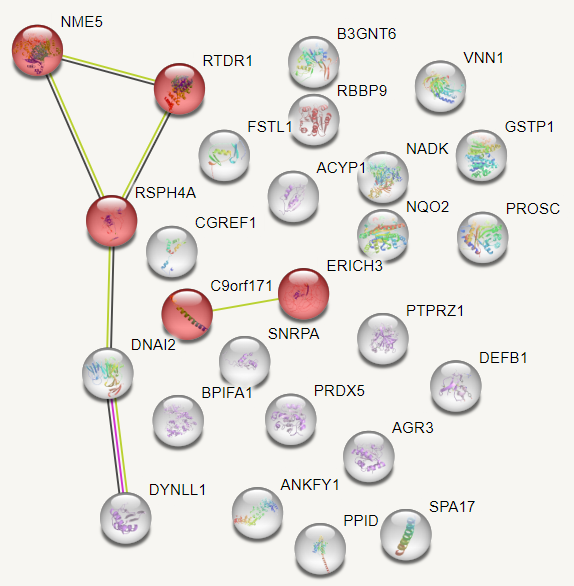 NME5
B3GNT6
RTDR1
VNN1
RBBP9
FSTL1
GSTP1
NADK
ACYP1
RSPH4A
NQO2
PROSC
CGREF1
ERICH3
C9orf171
PTPRZ1
SNRPA
DNAI2
DEFB1
BPIFA1
PRDX5
AGR3
DYNLL1
ANKFY1
SPA17
PPID